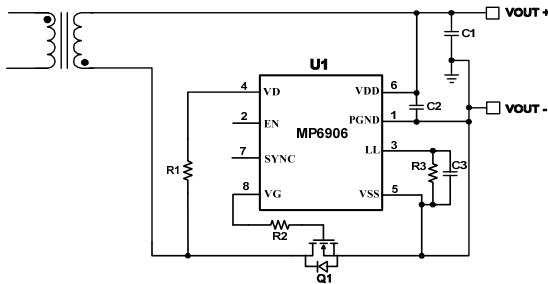 VOUT +
C1
U1
4 VD
VDD 6
C2
VOUT -
2 EN
PGND 1
MP6906
LL 3
7 SYNC
R1
R3
C3
8 VG
VSS 5
R2
Q1